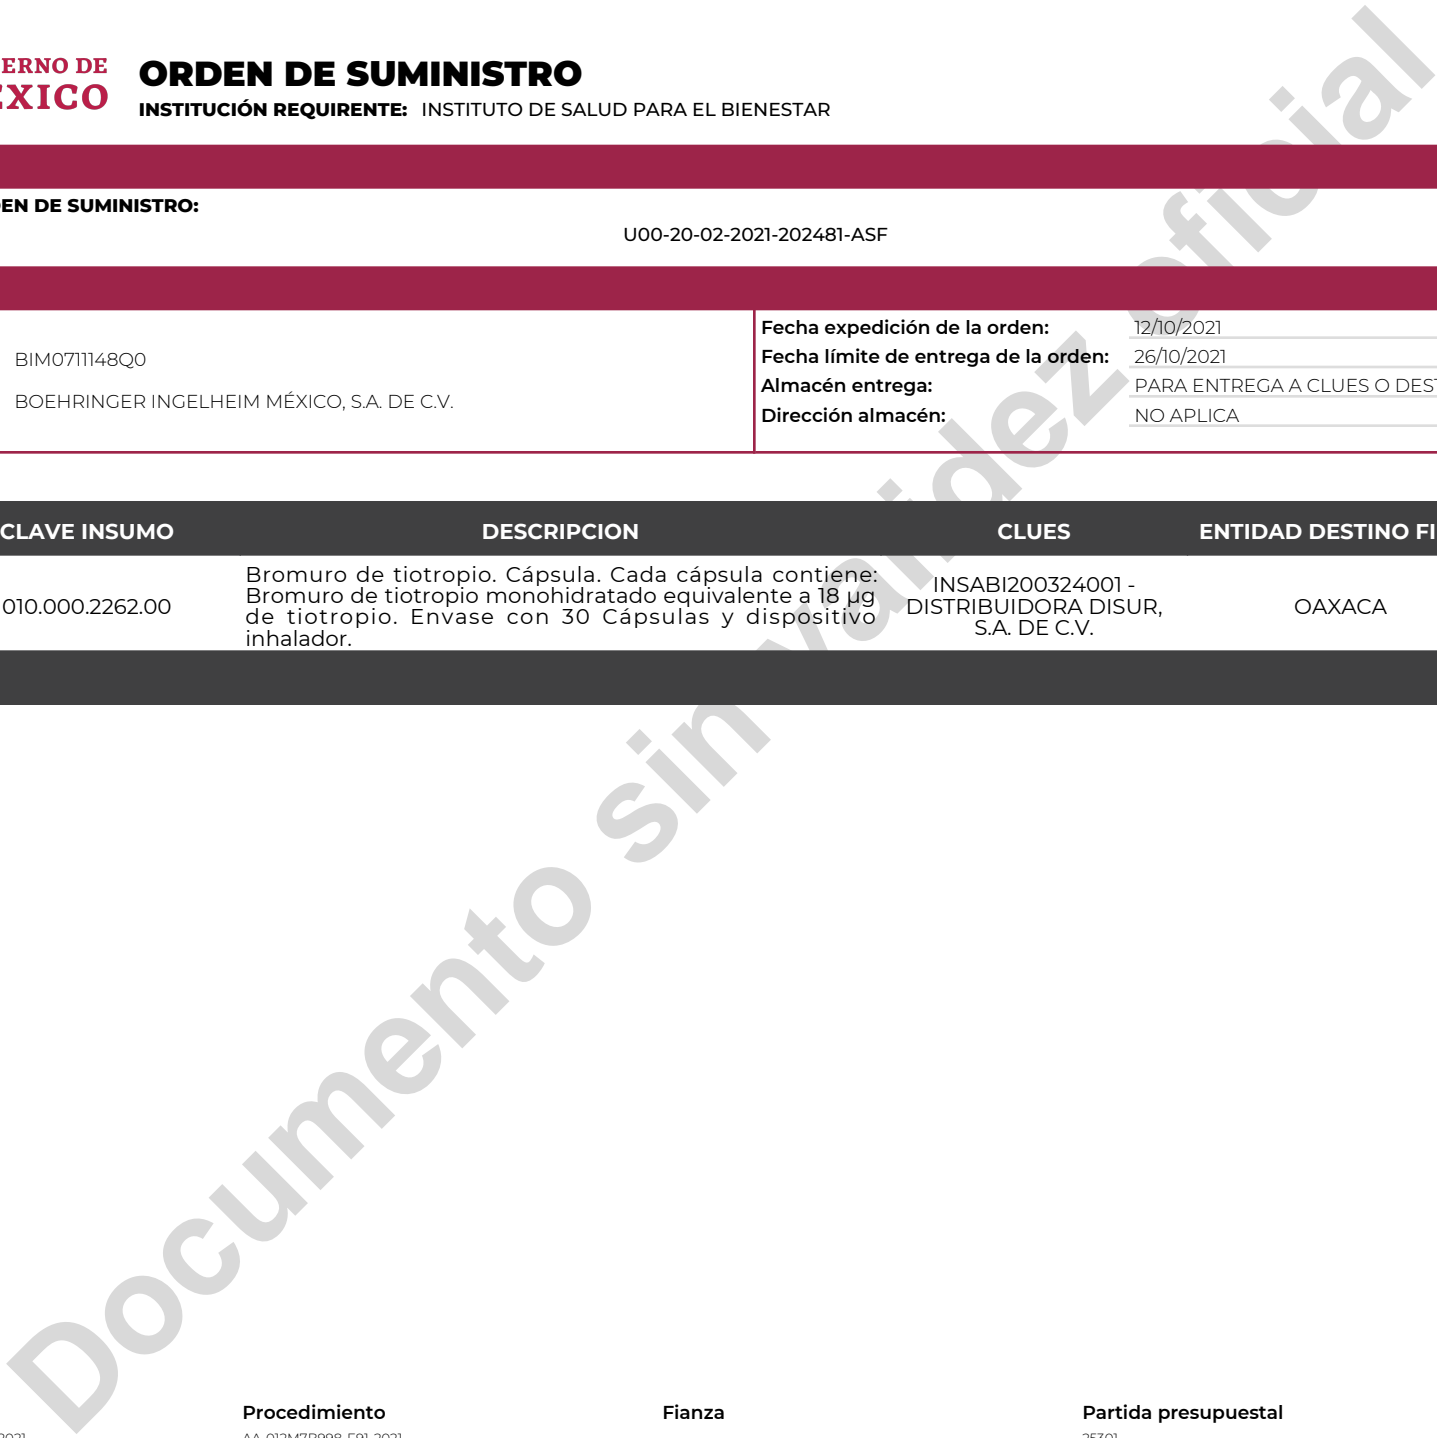 ERNO DE
ÉXICO
ORDEN DE SUMINISTRO
INSTITUCIÓN REQUIRENTE: INSTITUTO DE SALUD PARA EL BIENESTAR
EN DE SUMINISTRO:
U00-20-02-2021-202481-ASF
BIM0711148Q0
BOEHRINGER INGELHEIM MÉXICO, S.A. DE C.V.
Fecha expedición de la orden: 12/10/2021
Fecha límite de entrega de la orden: 26/10/2021
Almacén entrega: PARA ENTREGA A CLUES O DEST
Dirección almacén: NO APLICA
CLAVE INSUMO DESCRIPCION CLUES ENTIDAD DESTINO FI
010.000.2262.00
Bromuro de tiotropio. Cápsula. Cada cápsula contiene:
Bromuro de tiotropio monohidratado equivalente a 18 µg
de tiotropio. Envase con 30 Cápsulas y dispositivo
inhalador.
INSABI200324001 -
DISTRIBUIDORA DISUR,
S.A. DE C.V.
OAXACA
Documento sin validez oficial
Procedimiento Fianza Partida presupuestal